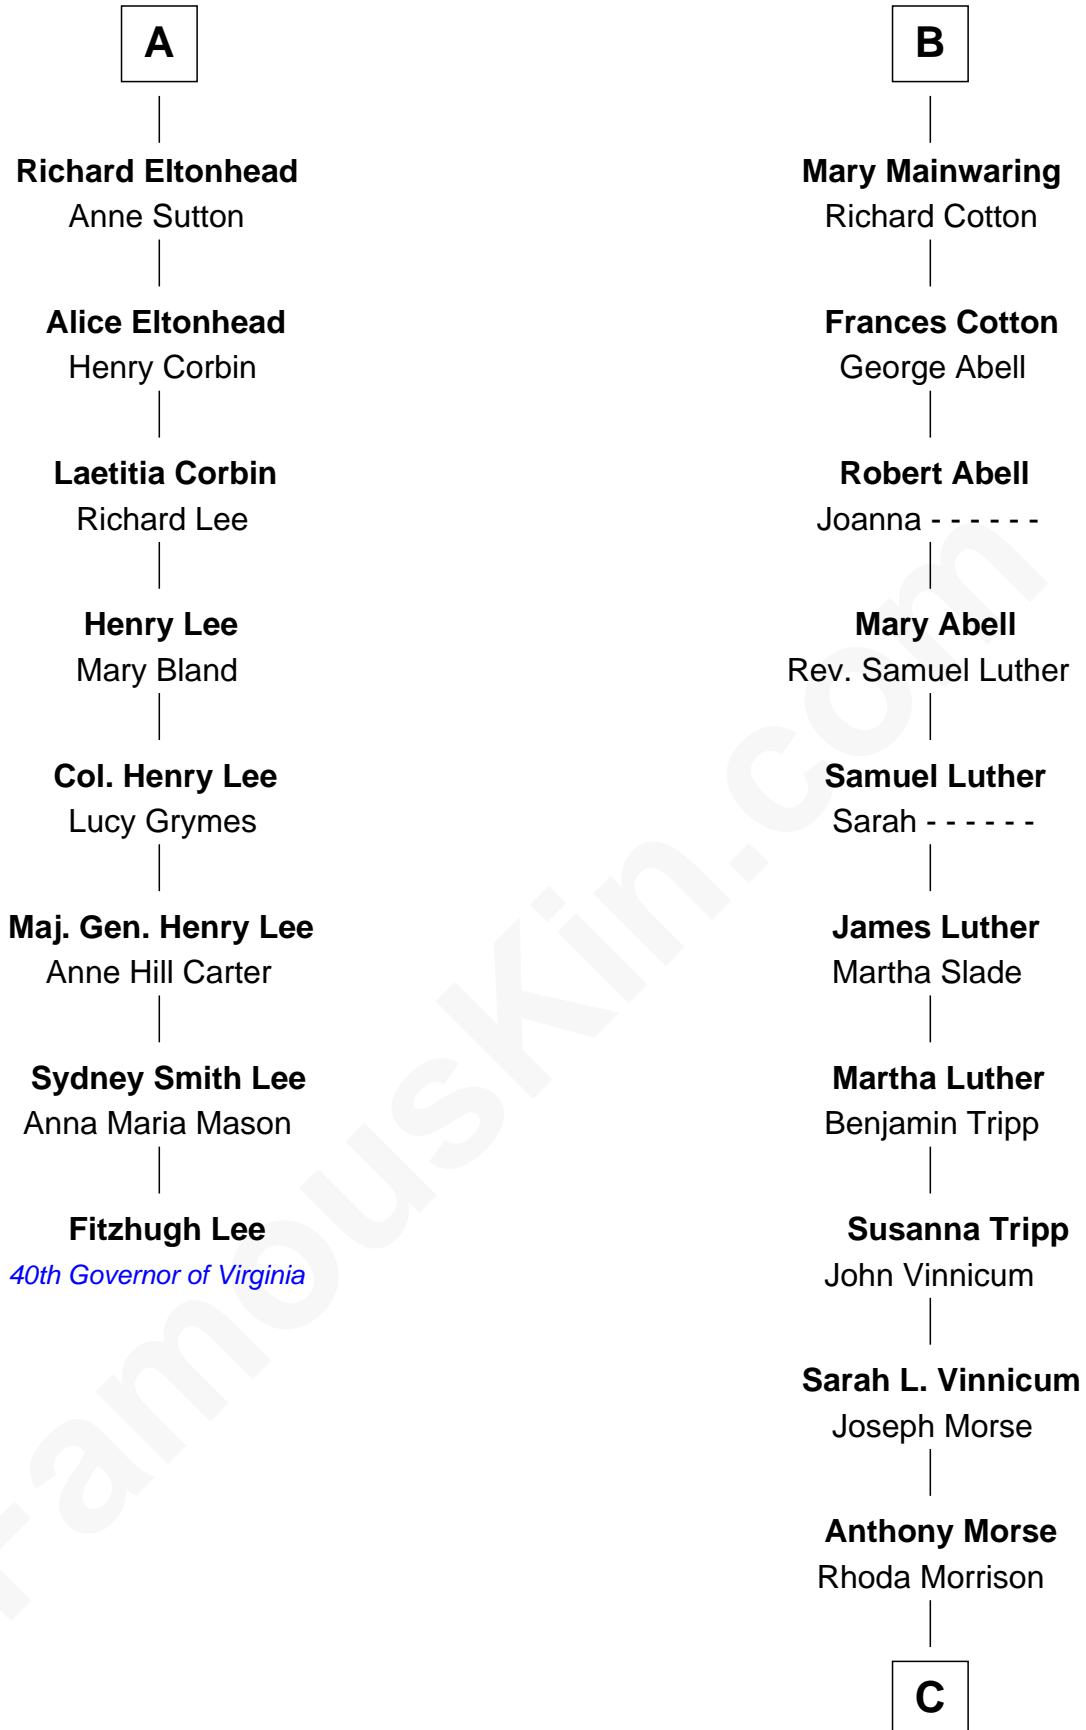 A
Richard Eltonhead
Anne Sutton
Alice Eltonhead
Henry Corbin
Laetitia Corbin
Richard Lee
Henry Lee
Mary Bland
Col. Henry Lee
Lucy Grymes
Maj. Gen. Henry Lee
Anne Hill Carter
Sydney Smith Lee
Anna Maria Mason
Fitzhugh Lee
40th Governor of Virginia
B
Mary Mainwaring
Richard Cotton
Frances Cotton
George Abell
Robert Abell
Joanna - - - - - -
Mary Abell
Rev. Samuel Luther
Samuel Luther
Sarah - - - - - -
James Luther
Martha Slade
Martha Luther
Benjamin Tripp
Susanna Tripp
John Vinnicum
Sarah L. Vinnicum
Joseph Morse
Anthony Morse
Rhoda Morrison
C
FamousKin.com